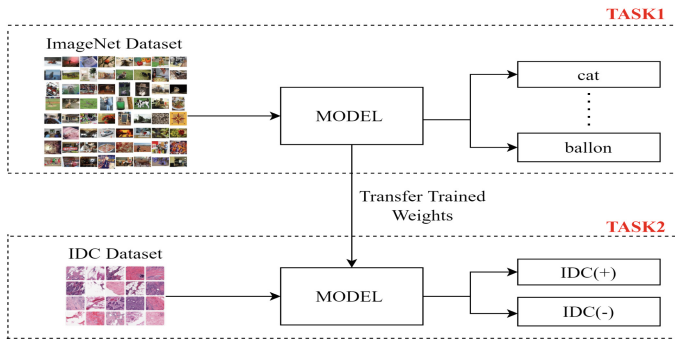 TASK1
ImageNet Dataset
MODEL
cat
ballon
Transfer Trained
Weights
TASK2
IDC Dataset
MODEL
IDC(+)
IDC(-)